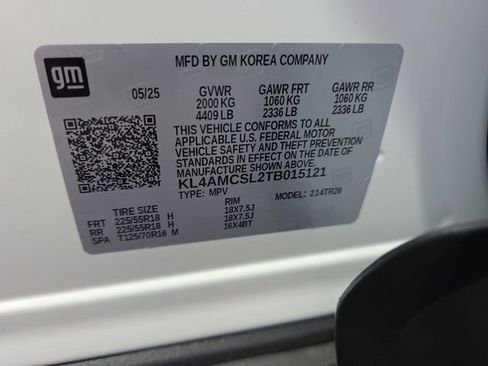 gm
MFD BY GM KOREA COMPANY
05/25 GVWR GAWR FRT GAWR RR
2000 KG 1060 KG 1060 KG
4409 LB 2336 LB 2336 LB
THIS VEHICLE CONFORMS TO ALL
APPLICABLE U.S. FEDERAL MOTOR
VEHICLE SAFETY AND THEFT PREVENTION
STANDARDS IN EFFECT ON THE DATE OF
MANUFACTURE SHOWN ABOVE.
KL4AMCSL2TB015121
TYPE: MPV MODEL: 214TR26
TIRE SIZE RIM
FRT 225/55R18 H 18X7.5J
RR 225/55R18 H 18X7.5J
SPA T125/70R16 M 16X4BT